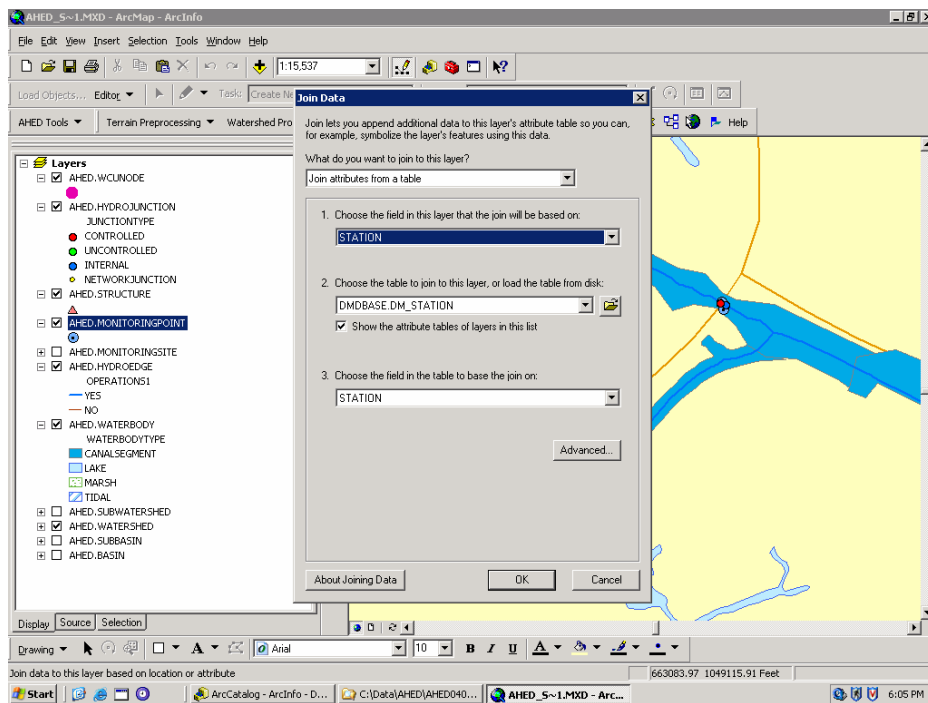 AHED_S~1.MXD - ArcMap - ArcInfo
File Edit View Insert Selection Tools Window Help
1:15,537
Load Objects... Editor Task: Create Ne
AHED Tools Terrain Preprocessing Watershed Pro Help
Join Data
Join lets you append additional data to this layer's attribute table so you can,
for example, symbolize the layer's features using this data.
What do you want to join to this layer?
Join attributes from a table
1. Choose the field in this layer that the join will be based on:
STATION
2. Choose the table to join to this layer, or load the table from disk:
DMDBASE.DM_STATION
Show the attribute tables of layers in this list
3. Choose the field in the table to base the join on:
STATION
Advanced...
About Joining Data OK Cancel
Layers
AHED.WCUNODE
AHED.HYDROJUNCTION
JUNCTIONTYPE
CONTROLLED
UNCONTROLLED
INTERNAL
NETWORKJUNCTION
AHED.STRUCTURE
AHED.MONITORINGPOINT
AHED.MONITORINGSITE
AHED.HYDROEDGE
OPERATIONS1
YES
NO
AHED.WATERBODY
WATERBODYTYPE
CANALSEGMENT
LAKE
MARSH
TIDAL
AHED.SUBWATERSHED
AHED.WATERSHED
AHED.SUBBASIN
AHED.BASIN
Display Source Selection
Drawing A Arial 10 B I U A
Join data to this layer based on location or attribute 663083.97 1049115.91 Feet
Start ArcCatalog - ArcInfo - D... C:\Data\AHED\AHED040... AHED_S~1.MXD - Arc... 6:05 PM